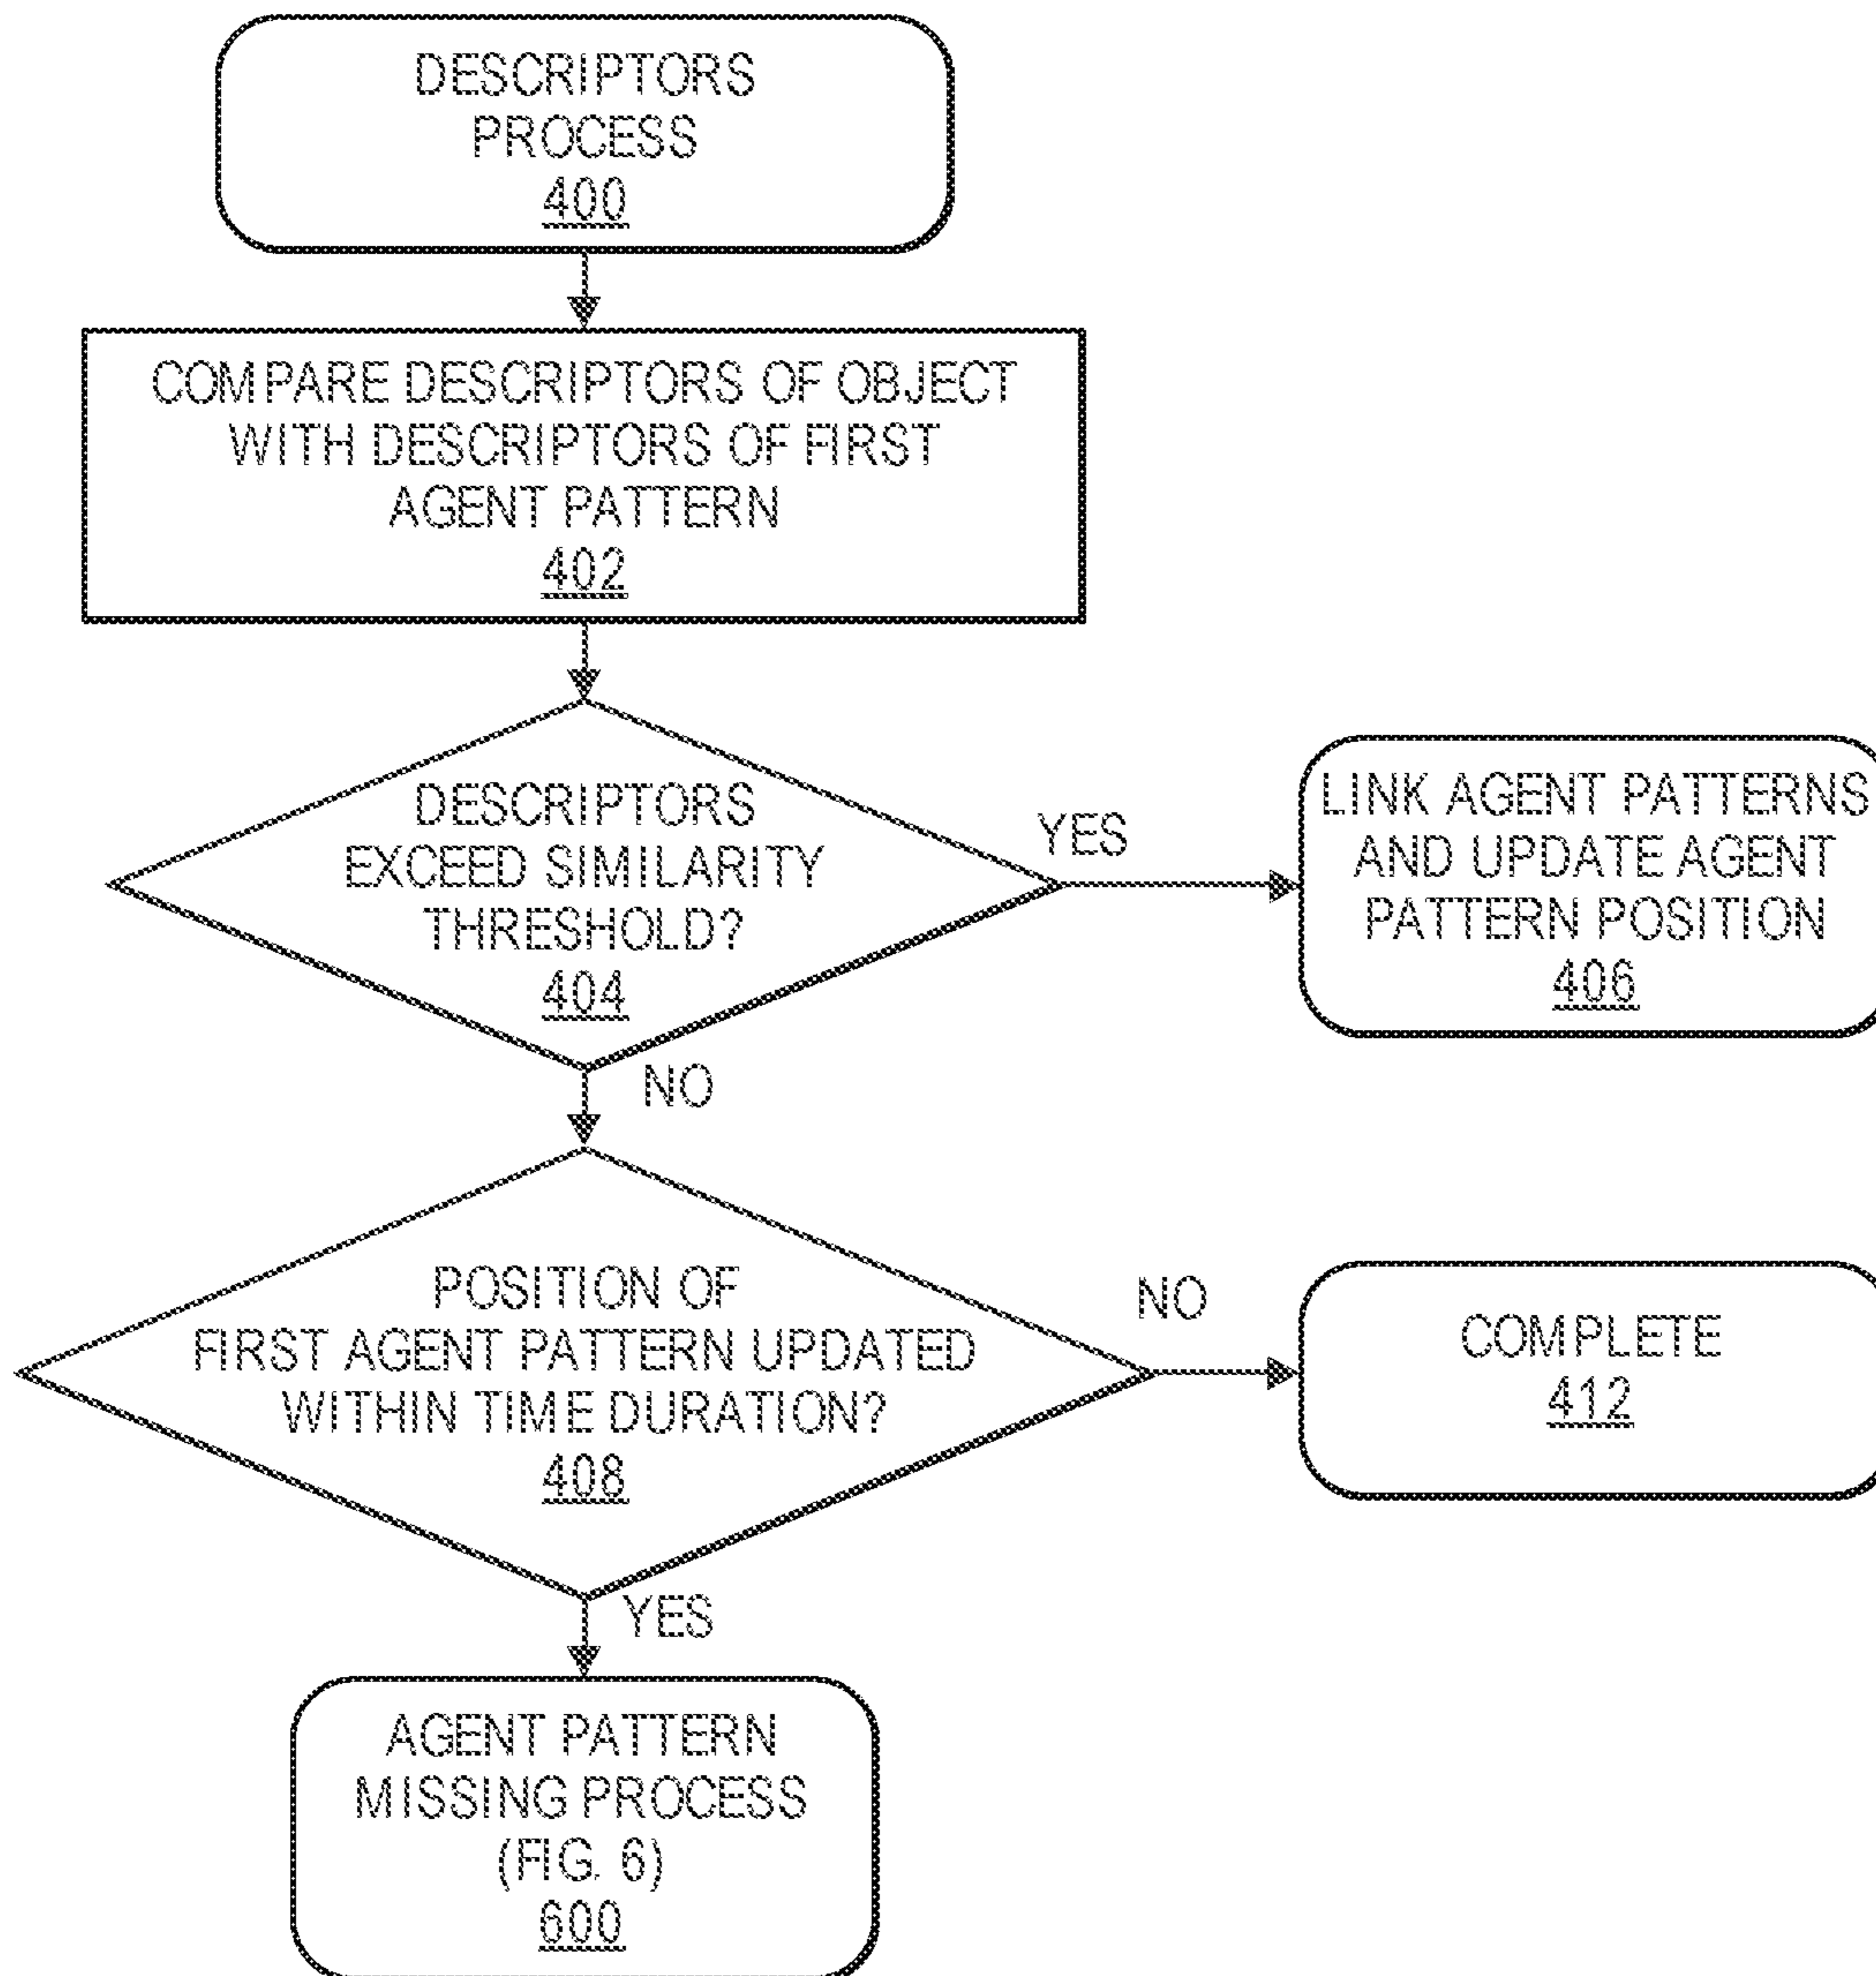 DESCRIPTORS
PROCESS
400
COMPARE DESCRIPTORS OF OBJECT
WITH DESCRIPTORS OF FIRST
AGENT PATTERN
402
DESCRIPTORS
EXCEED SIMILARITY
THRESHOLD?
404
YES
LINK AGENT PATTERNS
AND UPDATE AGENT
PATTERN POSITION
406
NO
POSITION OF
FIRST AGENT PATTERN UPDATED
WITHIN TIME DURATION?
408
NO
COMPLETE
412
YES
AGENT PATTERN
MISSING PROCESS
(FIG. 6)
600